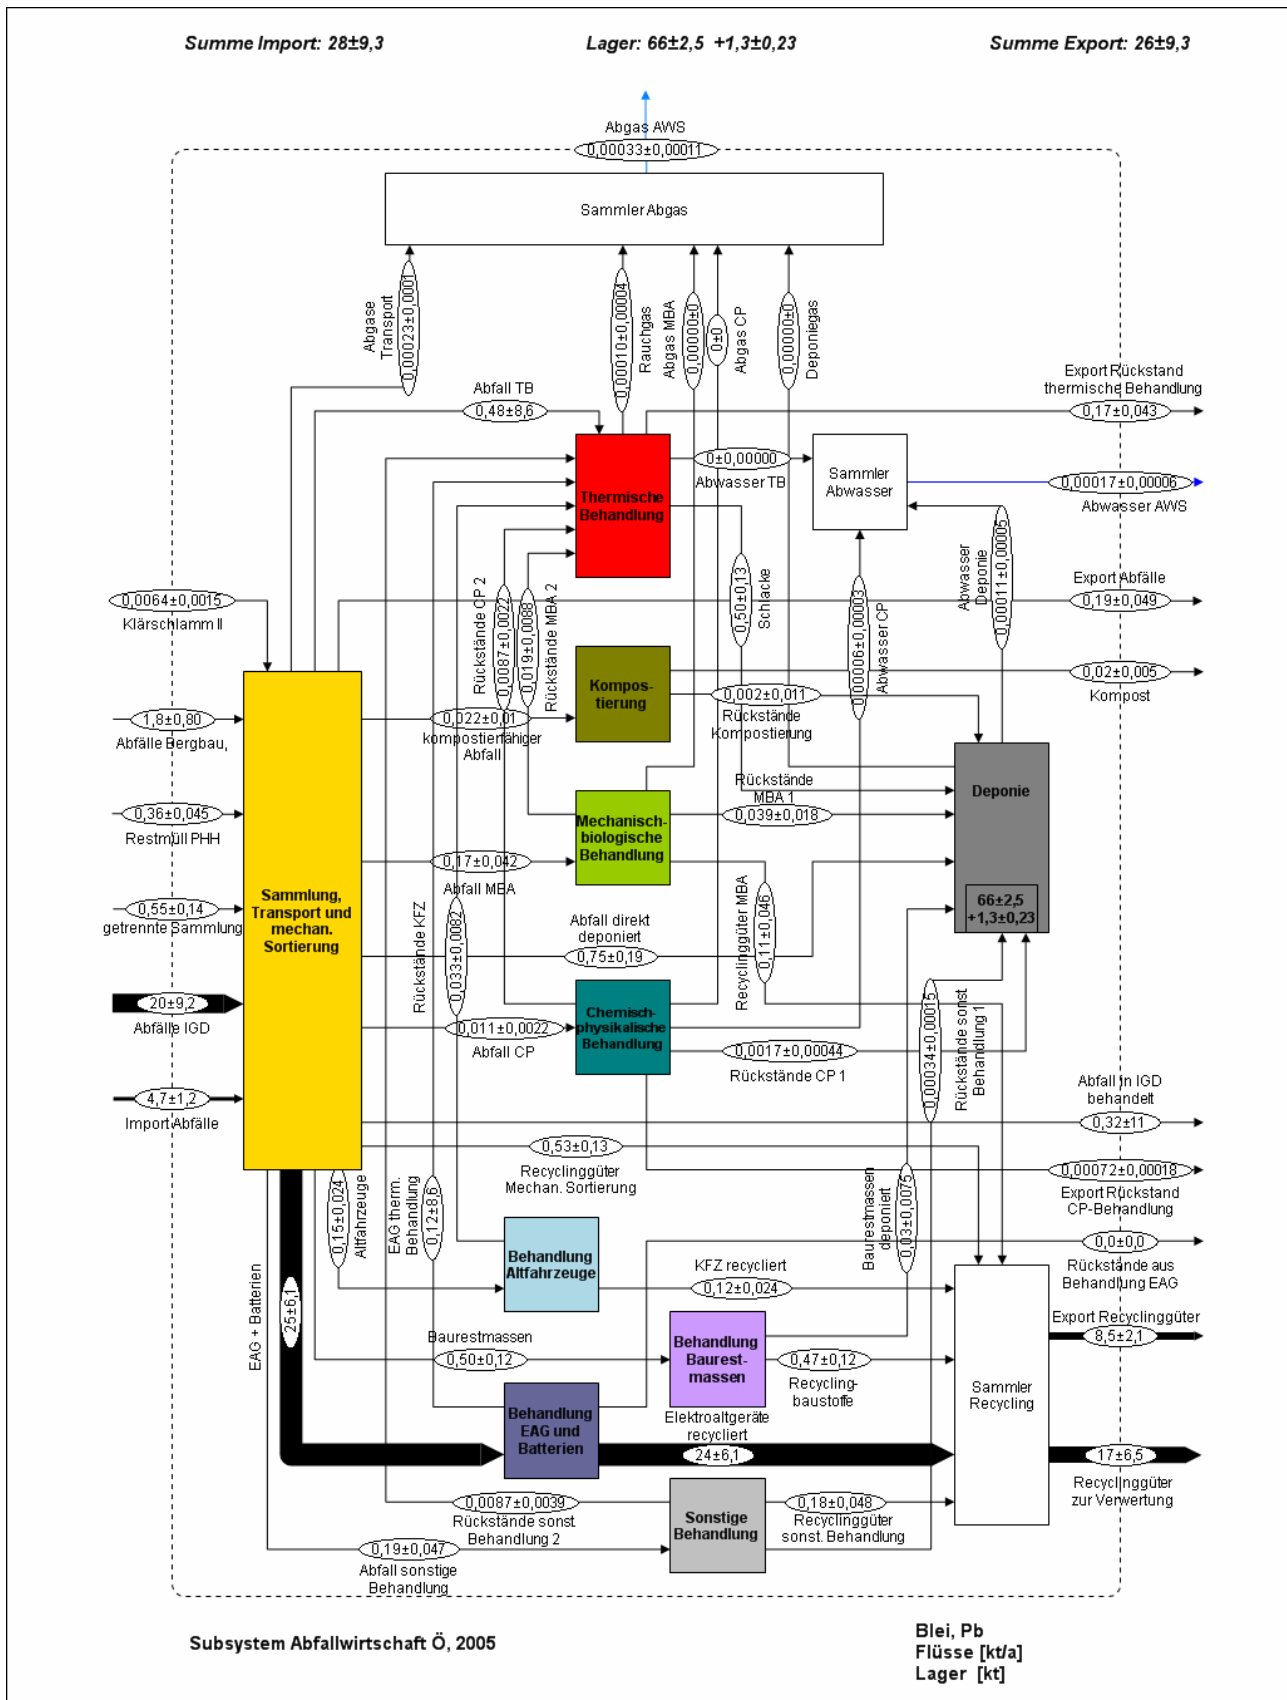 Summe Import: 28±9,3
Lager: 66±2,5 +1,3±0,23
Summe Export: 26±9,3
Abgas AWS
0,00033±0,00011
Sammler Abgas
Abgase
Transport
0,00023±0,0001
0,00010±0,00004
Rauchgas
Abgas MBA
0,00000±0
0±0
Abgas CP
0,00000±0
Deponiegas
Abfall TB
0,48±8,6
Export Rückstand
thermische Behandlung
0,17±0,043
Thermische
Behandlung
0±0,00000
Abwasser TB
Sammler
Abwasser
0,00017±0,00006
Abwasser AWS
0,50±0,13
Schlacke
0,00006±0,00003
Abwasser CP
Abwasser
Deponie
0,00011±0,00005
Export Abfälle
0,19±0,049
0,0064±0,0015
Klärschlamm II
Rückstände CP 2
0,0087±0,0022
0,019±0,0088
Rückstände MBA 2
Kompos-
tierung
0,02±0,005
Kompost
0,002±0,011
Rückstände
Kompostierung
1,8±0,80
Abfälle Bergbau,
0,022±0,01
kompostierfähiger
Abfall
Rückstände
MBA 1
0,039±0,018
Deponie
66±2,5
+1,3±0,23
Mechanisch-
biologische
Behandlung
0,36±0,045
Restmüll PHH
0,17±0,042
Abfall MBA
Sammlung,
Transport und
mechan.
Sortierung
0,55±0,14
getrennte Sammlung
Rückstände KFZ
0,033±0,0082
Abfall direkt
deponiert
0,75±0,19
Recyclinggüter MBA
0,11±0,046
20±9,2
Abfälle IGD
Chemisch-
physikalische
Behandlung
0,011±0,0022
Abfall CP
0,0017±0,00044
Rückstände CP 1
0,00034±0,00015
Rückstände sonst.
Behandlung 1
4,7±1,2
Import Abfälle
Abfall in IGD
behandelt
0,32±11
0,53±0,13
Recyclinggüter
Mechan. Sortierung
0,00072±0,00018
Export Rückstand
CP-Behandlung
0,15±0,024
Altfahrzeuge
EAG therm.
Behandlung
0,12±8,6
Baurestmassen
deponiert
0,03±0,0075
Behandlung
Altfahrzeuge
KFZ recycliert
0,12±0,024
0,0±0,0
Rückstände aus
Behandlung EAG
EAG + Batterien
25±6,1
Baurestmassen
0,50±0,12
Behandlung
Baurest-
massen
0,47±0,12
Recycling-
baustoffe
Export Recyclinggüter
8,5±2,1
Sammler
Recycling
Behandlung
EAG und
Batterien
Elektroaltgeräte
recycliert
24±6,1
17±6,5
Recyclinggüter
zur Verwertung
0,0087±0,0039
Rückstände sonst.
Behandlung 2
Sonstige
Behandlung
0,18±0,048
Recyclinggüter
sonst. Behandlung
0,19±0,047
Abfall sonstige
Behandlung
Subsystem Abfallwirtschaft Ö, 2005
Blei, Pb
Flüsse [kt/a]
Lager [kt]